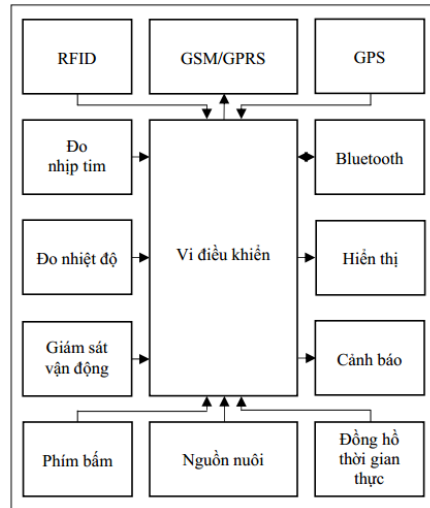 RFID
GSM/GPRS
GPS
Đo
nhịp tim
Vi điều khiển
Bluetooth
Đo nhiệt độ
Hiển thị
Giám sát
vận động
Cảnh báo
Phím bấm
Nguồn nuôi
Đồng hồ
thời gian
thực